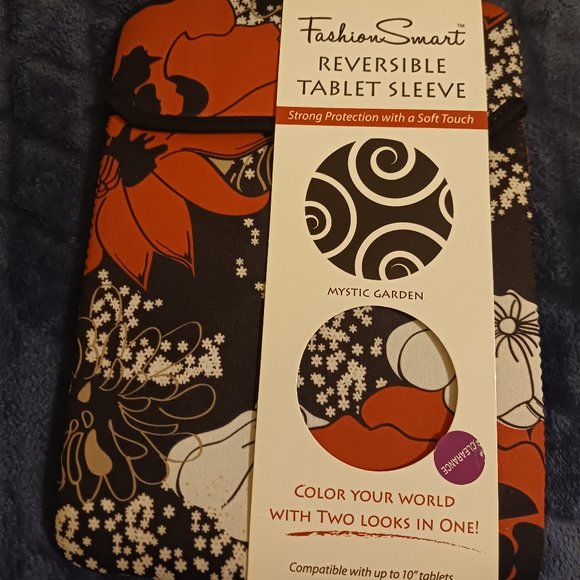 FashionSmart™
REVERSIBLE
TABLET SLEEVE
Strong Protection with a Soft Touch
MYSTIC GARDEN
CLEARANCE
COLOR YOUR WORLD
WITH TWO LOOKS IN ONE!
Compatible with up to 10" tablets